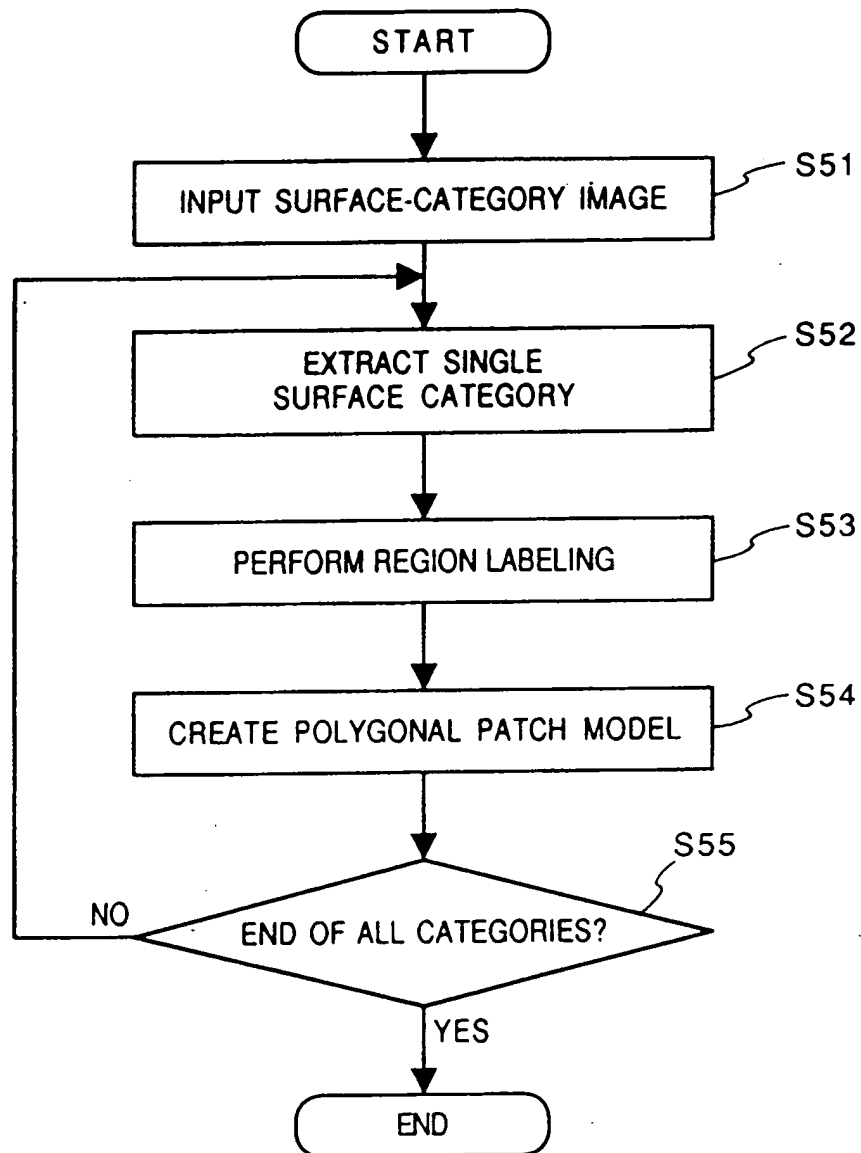 START
S51
INPUT SURFACE-CATEGORY IMAGE
S52
EXTRACT SINGLE
SURFACE CATEGORY
S53
PERFORM REGION LABELING
S54
CREATE POLYGONAL PATCH MODEL
S55
NO
END OF ALL CATEGORIES?
YES
END